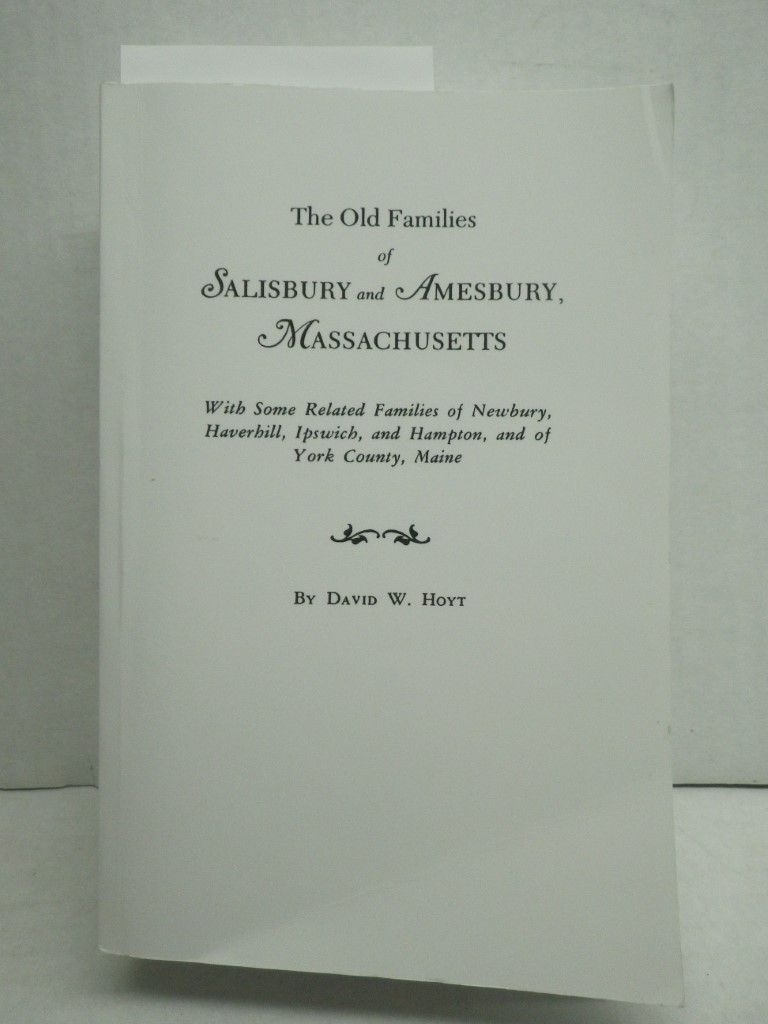 The Old Families
of
SALISBURY and AMESBURY,
MASSACHUSETTS
With Some Related Families of Newbury,
Haverhill, Ipswich, and Hampton, and of
York County, Maine
BY DAVID W. HOYT